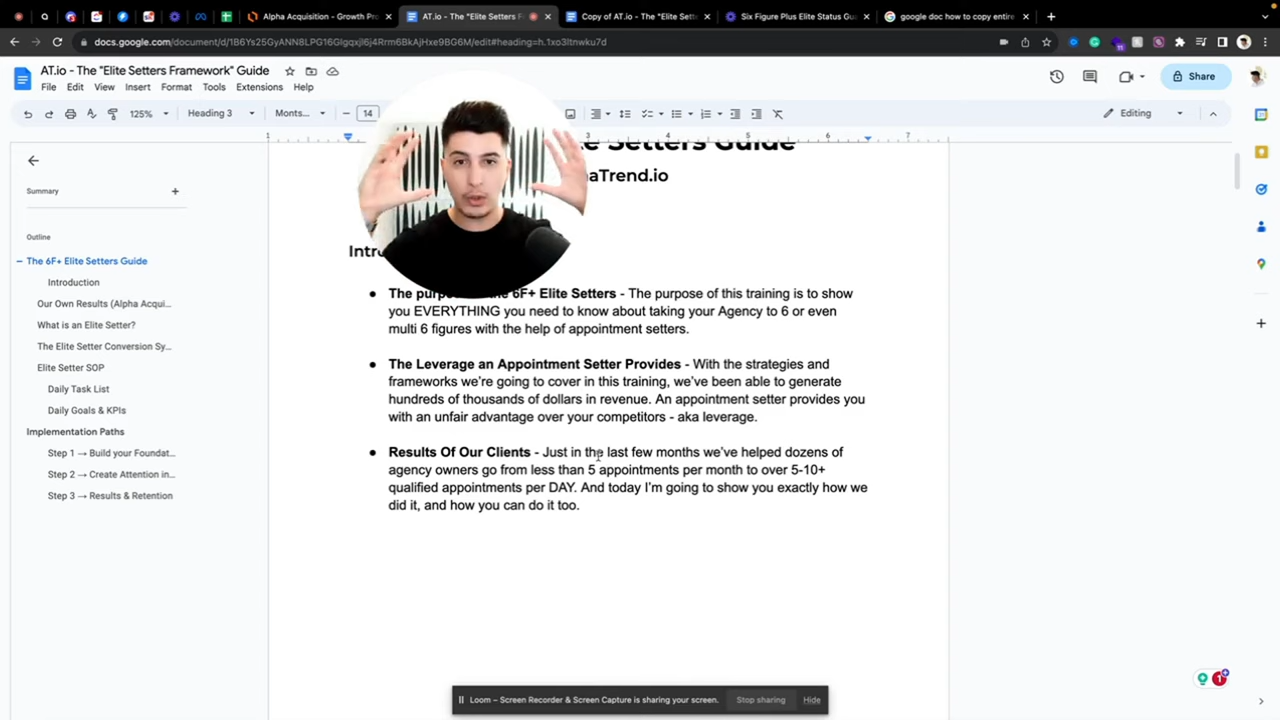 Alpha Acquisition - Growth Pr
AT.io - The "Elite Setters F
Copy of AT.io - The "Elite Sett
Six Figure Plus Elite Status Gu
google doc how to copy entire
docs.google.com/document/d/1B6Ys25GyANN8LPG16GIgqxjI6j4Rrm6BkAjHxe9BG6M/edit#heading=h.1xo3ltnwku7d
AT.io - The "Elite Setters Framework" Guide
Share
File Edit View Insert Format Tools Extensions Help
125% Heading 3 Monts... 14 Editing
1 3 4 5 6 7
Summary
Outline
The 6F+ Elite Setters Guide
Introduction
Our Own Results (Alpha Acqui...
What is an Elite Setter?
The Elite Setter Conversion Sy...
Elite Setter SOP
Daily Task List
Daily Goals & KPIs
Implementation Paths
Step 1 → Build your Foundat...
Step 2 → Create Attention in...
Step 3 → Results & Retention
Setters Guide
aTrend.io
Intr
The 6F+ Elite Setters - The purpose of this training is to show
you EVERYTHING you need to know about taking your Agency to 6 or even
multi 6 figures with the help of appointment setters.
The Leverage an Appointment Setter Provides - With the strategies and
frameworks we're going to cover in this training, we've been able to generate
hundreds of thousands of dollars in revenue. An appointment setter provides you
with an unfair advantage over your competitors - aka leverage.
Results Of Our Clients - Just in the last few months we've helped dozens of
agency owners go from less than 5 appointments per month to over 5-10+
qualified appointments per DAY. And today I'm going to show you exactly how we
did it, and how you can do it too.
Loom – Screen Recorder & Screen Capture is sharing your screen. Stop sharing Hide